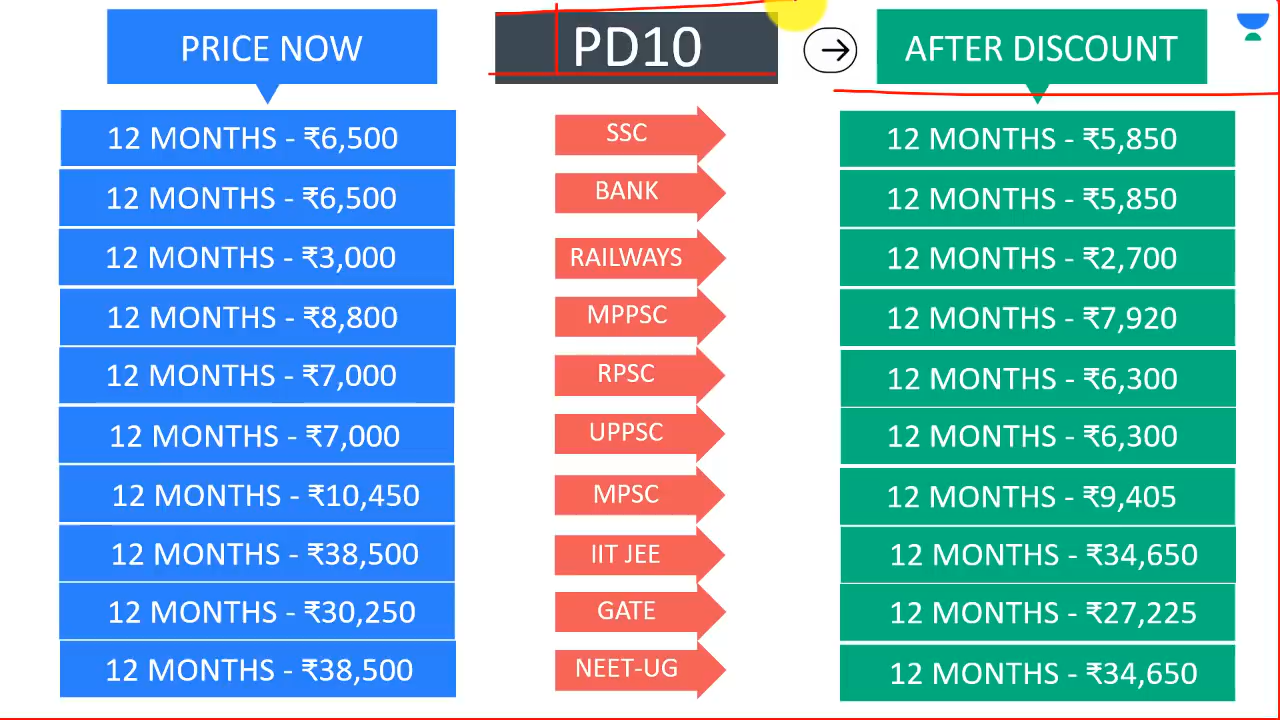 PRICE NOW PD10 AFTER DISCOUNT
12 MONTHS - ₹6,500 SSC 12 MONTHS - ₹5,850
12 MONTHS - ₹6,500 BANK 12 MONTHS - ₹5,850
12 MONTHS - ₹3,000 RAILWAYS 12 MONTHS - ₹2,700
12 MONTHS - ₹8,800 MPPSC 12 MONTHS - ₹7,920
12 MONTHS - ₹7,000 RPSC 12 MONTHS - ₹6,300
12 MONTHS - ₹7,000 UPPSC 12 MONTHS - ₹6,300
12 MONTHS - ₹10,450 MPSC 12 MONTHS - ₹9,405
12 MONTHS - ₹38,500 IIT JEE 12 MONTHS - ₹34,650
12 MONTHS - ₹30,250 GATE 12 MONTHS - ₹27,225
12 MONTHS - ₹38,500 NEET-UG 12 MONTHS - ₹34,650